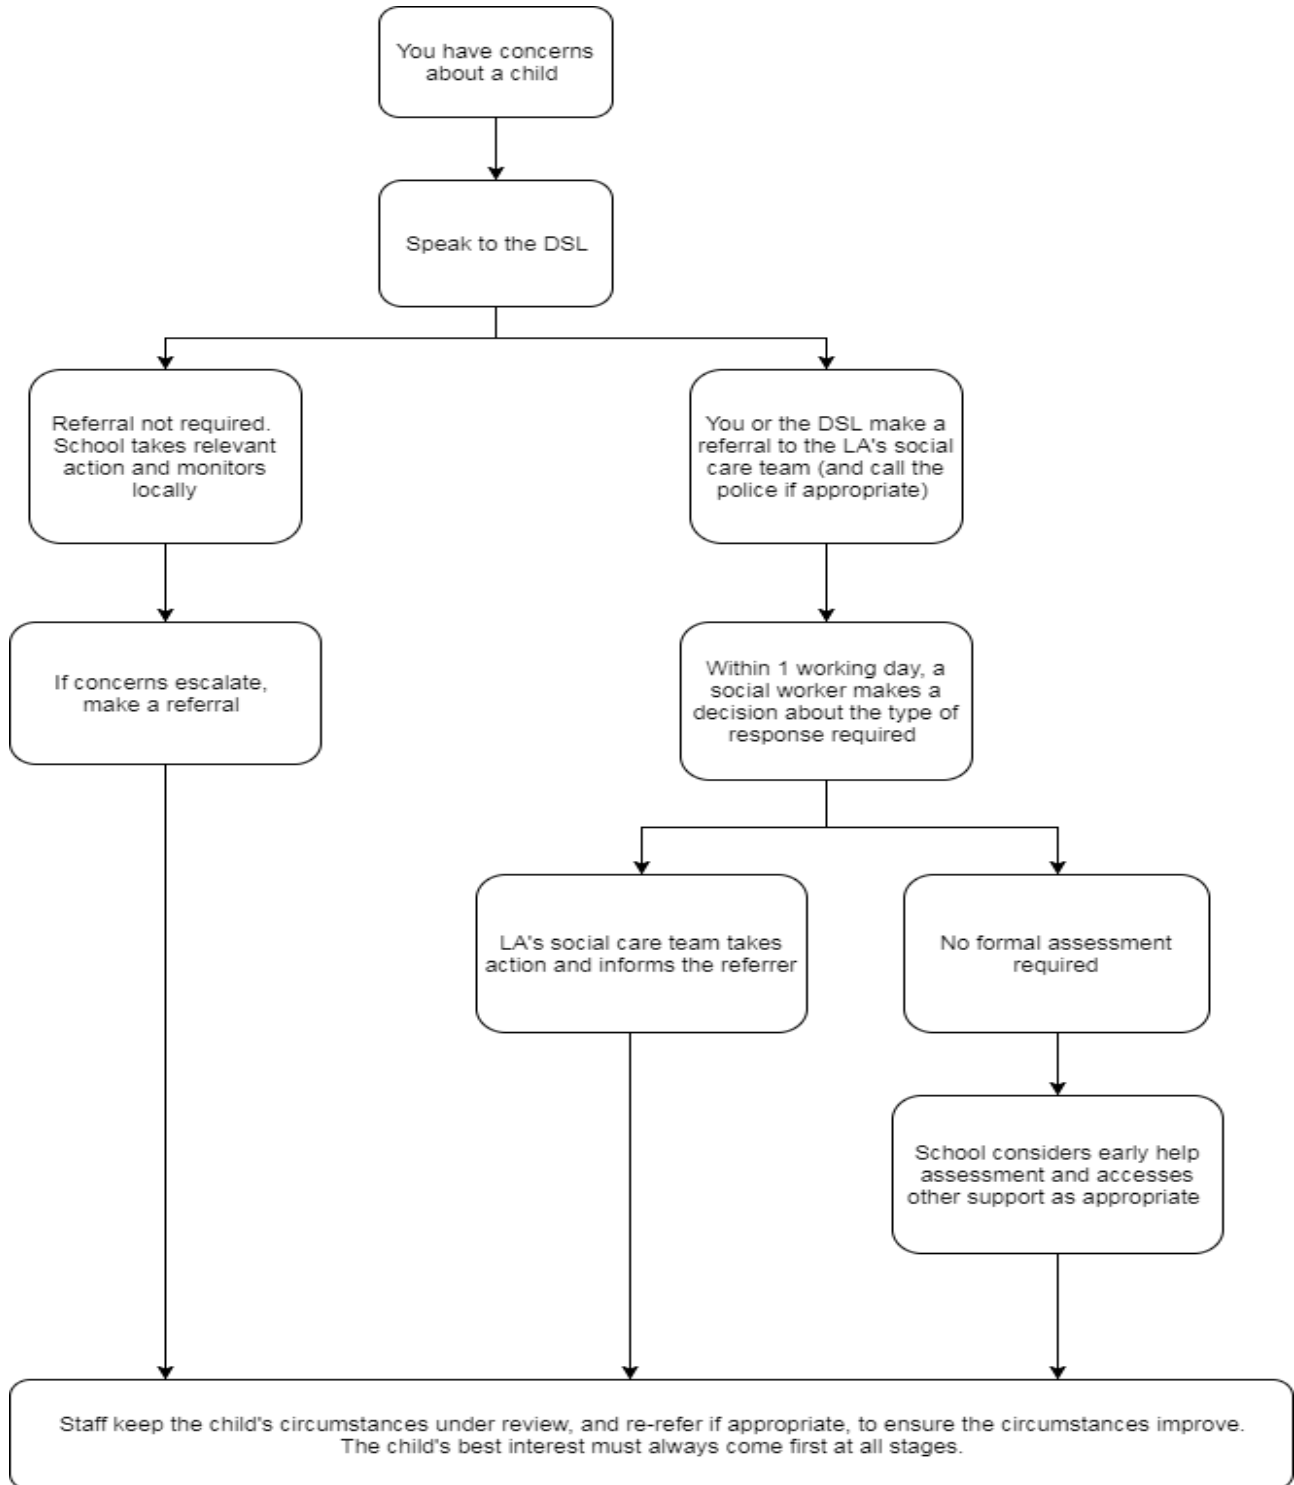 You have concerns
about a child
Speak to the DSL
Referral not required.
School takes relevant
action and monitors
locally
You or the DSL make a
referral to the LA's social
care team (and call the
police if appropriate)
If concerns escalate,
make a referral
Within 1 working day, a
social worker makes a
decision about the type of
response required
LA's social care team takes
action and informs the referrer
No formal assessment
required
School considers early help
assessment and accesses
other support as appropriate
Staff keep the child's circumstances under review, and re-refer if appropriate, to ensure the circumstances improve.
The child's best interest must always come first at all stages.